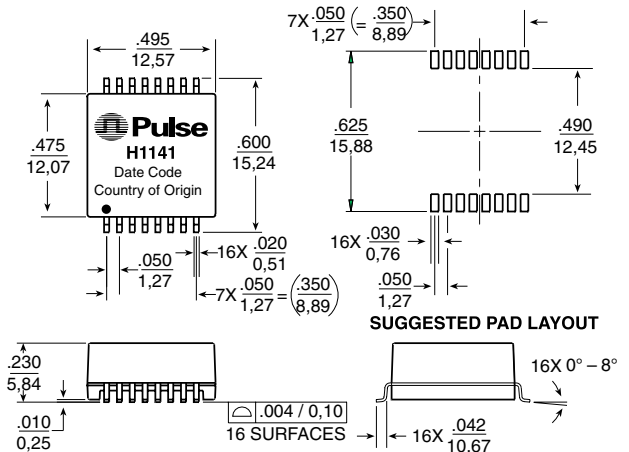 .495
12,57
7X .050 ( = .350 )
1,27 8,89
Pulse
H1141
Date Code
Country of Origin
.475
12,07
.600
15,24
.625
15,88
.490
12,45
16X .020
0,51
.050
1,27
7X .050 = ( .350 )
1,27 8,89
16X .030
0,76
.050
1,27
SUGGESTED PAD LAYOUT
.230
5,84
.010
0,25
.004 / 0,10
16 SURFACES
16X 0° – 8°
16X .042
10,67